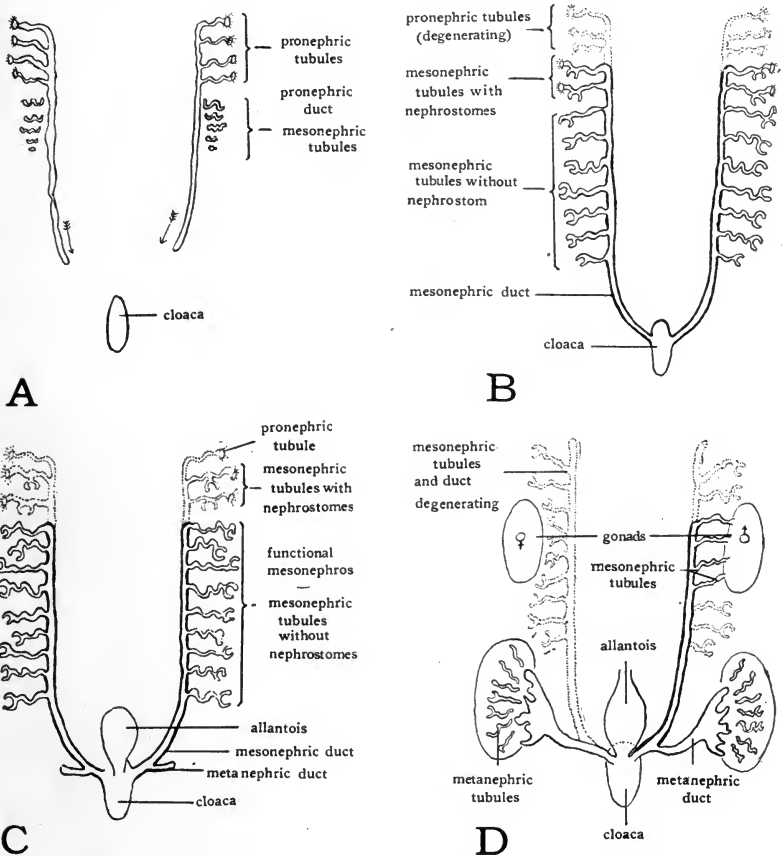 pronephric
tubules
pronephric
duct
mesonephric
tubules
cloaca
A
pronephric tubules
(degenerating)
mesonephric
tubules with
nephrostomes
mesonephric
tubules without
nephrostom
mesonephric duct
cloaca
B
pronephric
tubule
mesonephric
tubules with
nephrostomes
functional
mesonephros
—
mesonephric
tubules
without
nephrostomes
allantois
mesonephric duct
metanephric duct
cloaca
C
mesonephric
tubules
and duct
degenerating
♀
gonads
♂
mesonephric
tubules
allantois
metanephric
tubules
metanephric
duct
cloaca
D